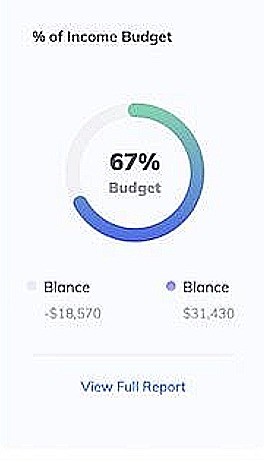 % of Income Budget
67%
Budget
Blance Blance
-$18,570 $31,430
View Full Report